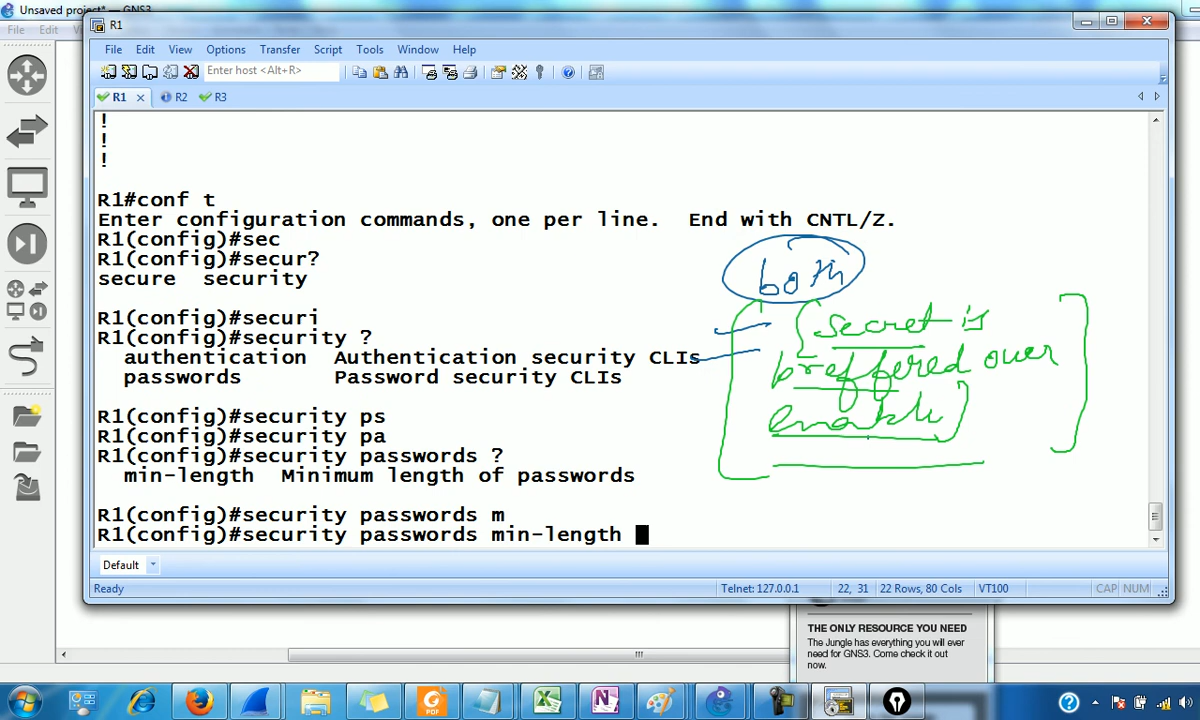 Unsaved project* — GNS3
File Edit
R1
File Edit View Options Transfer Script Tools Window Help
Enter host <Alt+R>
R1 R2 R3
!
!
!
R1#conf t
Enter configuration commands, one per line.  End with CNTL/Z.
R1(config)#sec
R1(config)#secur?
secure  security
R1(config)#securi
R1(config)#security ?
  authentication  Authentication security CLIs
  passwords       Password security CLIs
R1(config)#security ps
R1(config)#security pa
R1(config)#security passwords ?
  min-length  Minimum length of passwords
R1(config)#security passwords m
R1(config)#security passwords min-length
both
secret is
preffered over
enable
Default
Ready Telnet: 127.0.0.1 22, 31 22 Rows, 80 Cols VT100 CAP NUM
THE ONLY RESOURCE YOU NEED
The Jungle has everything you will ever
need for GNS3. Come check it out
now.
PDF